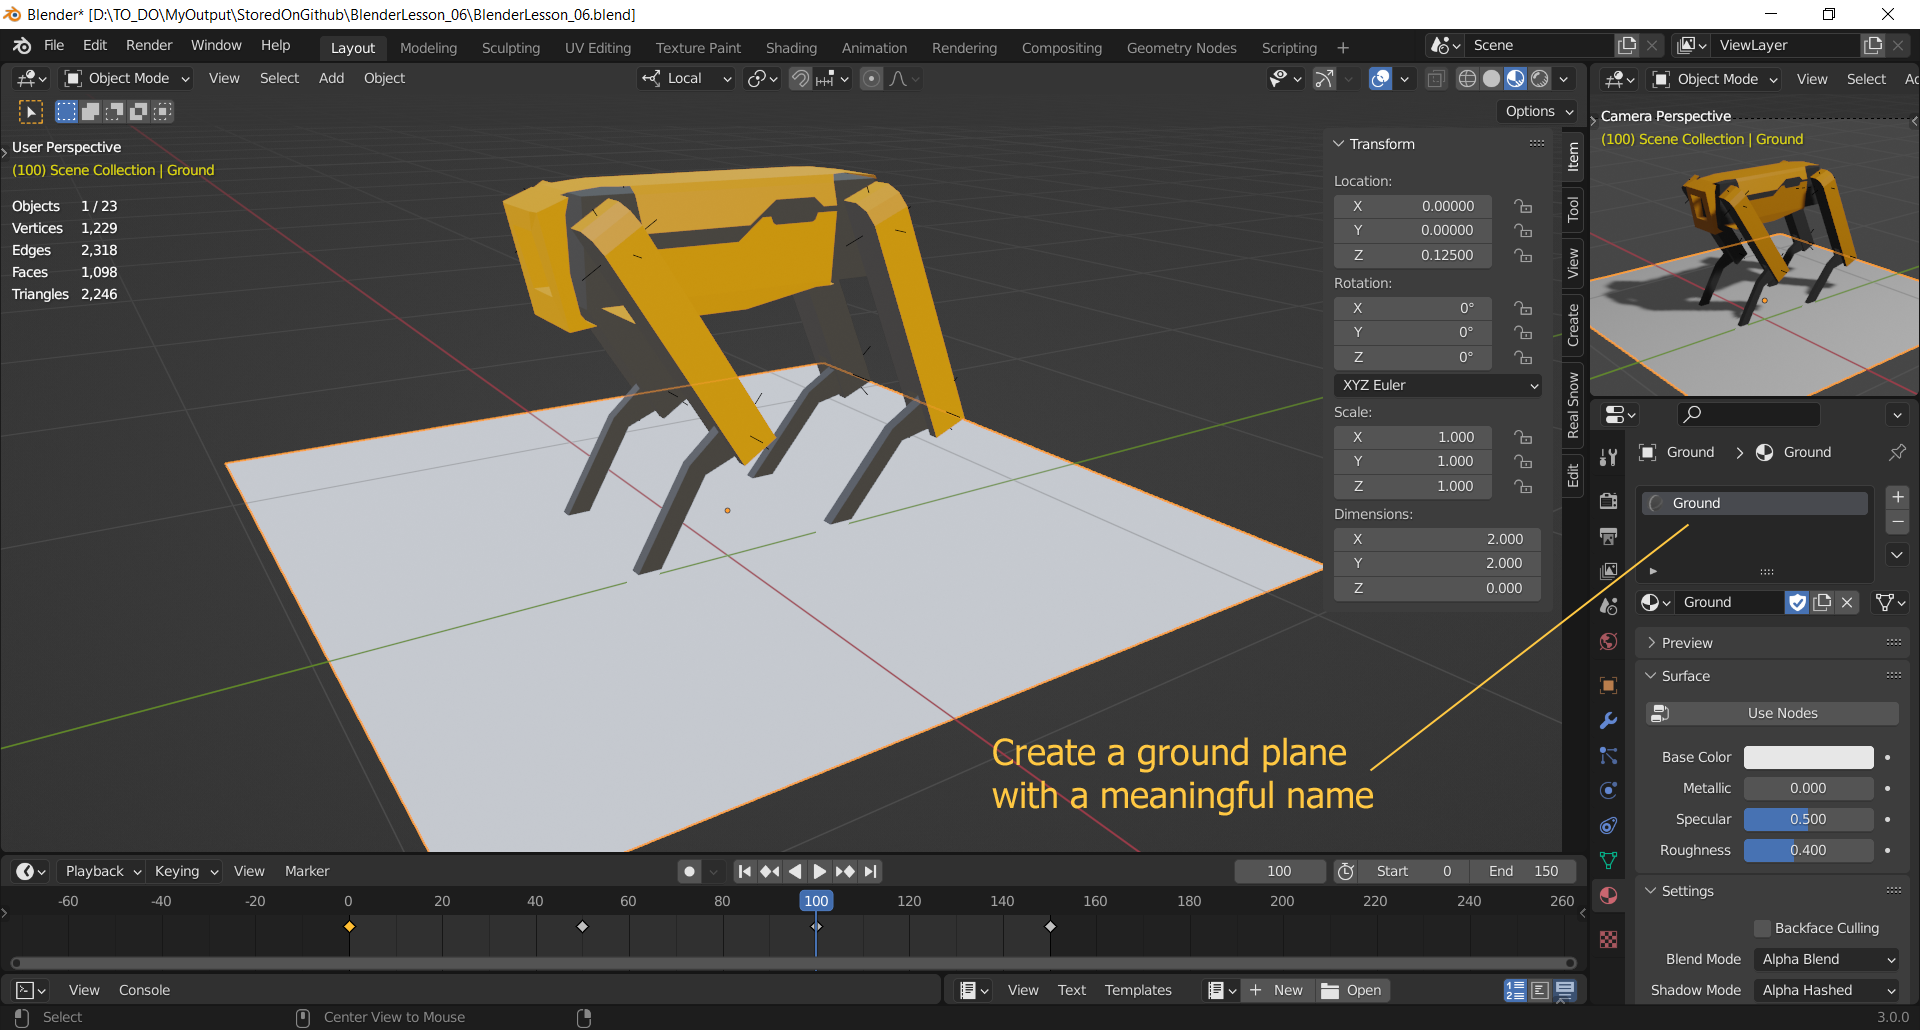 Blender* [D:\TO_DO\MyOutput\StoredOnGithub\BlenderLesson_06\BlenderLesson_06.blend]
File Edit Render Window Help Layout Modeling Sculpting UV Editing Texture Paint Shading Animation Rendering Compositing Geometry Nodes Scripting + Scene ViewLayer
Object Mode View Select Add Object Local Object Mode View Select
Options
User Perspective
(100) Scene Collection | Ground
Objects 1 / 23
Vertices 1,229
Edges 2,318
Faces 1,098
Triangles 2,246
Transform
Location:
X 0.00000
Y 0.00000
Z 0.12500
Rotation:
X 0°
Y 0°
Z 0°
XYZ Euler
Scale:
X 1.000
Y 1.000
Z 1.000
Dimensions:
X 2.000
Y 2.000
Z 0.000
Item
Tool
View
Create
Real Snow
Edit
Camera Perspective
(100) Scene Collection | Ground
Ground > Ground
Ground
Ground
Preview
Surface
Use Nodes
Base Color
Metallic 0.000
Specular 0.500
Roughness 0.400
Settings
Backface Culling
Blend Mode Alpha Blend
Shadow Mode Alpha Hashed
Create a ground plane
with a meaningful name
Playback Keying View Marker 100 Start 0 End 150
-60 -40 -20 0 20 40 60 80 100 120 140 160 180 200 220 240 260
View Console View Text Templates + New Open
Select Center View to Mouse 3.0.0